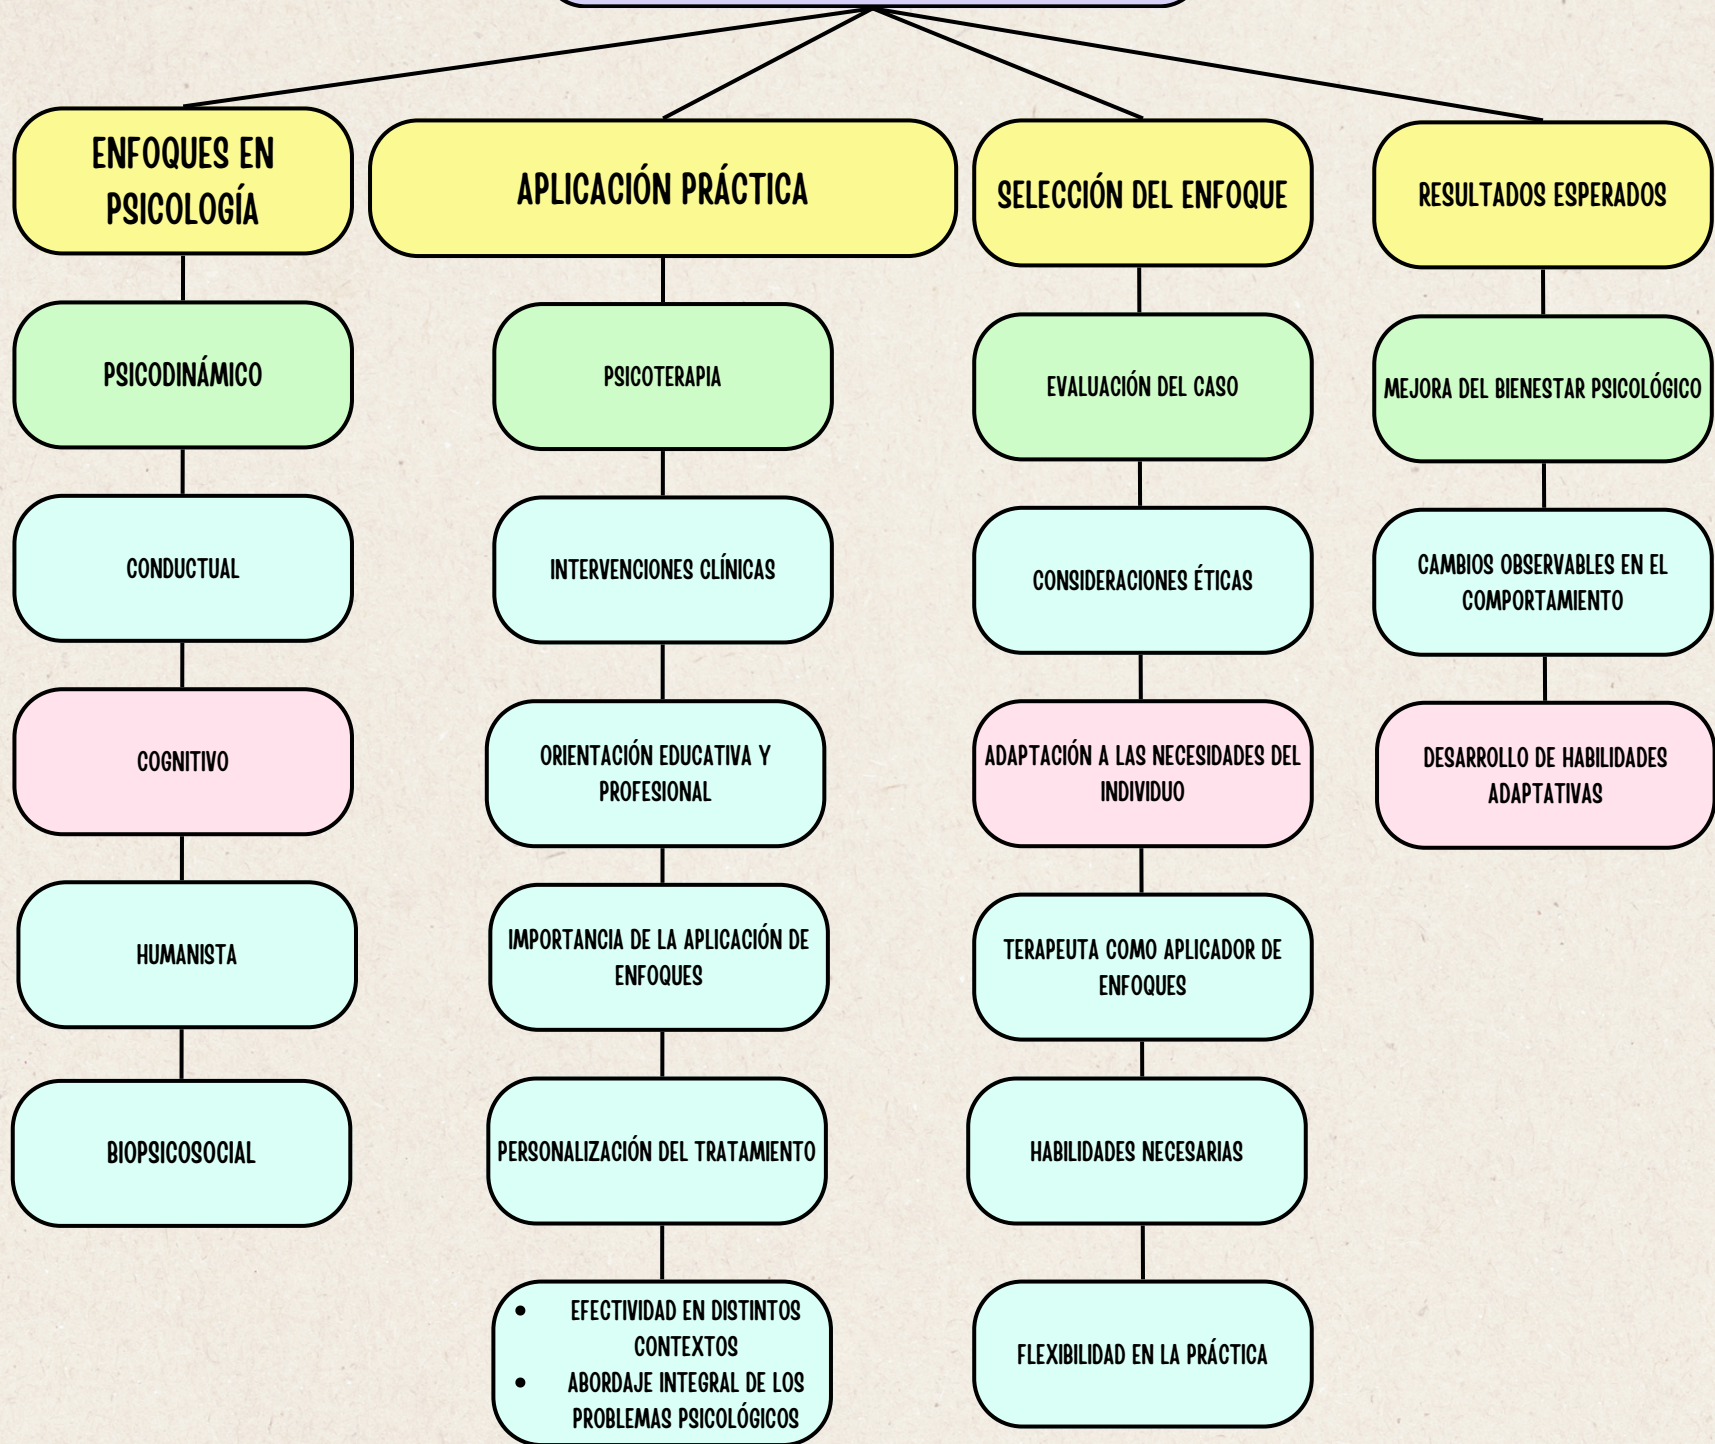 ENFOQUES EN
PSICOLOGÍA
PSICODINÁMICO
CONDUCTUAL
COGNITIVO
HUMANISTA
BIOPSICOSOCIAL
APLICACIÓN PRÁCTICA
PSICOTERAPIA
INTERVENCIONES CLÍNICAS
ORIENTACIÓN EDUCATIVA Y
PROFESIONAL
IMPORTANCIA DE LA APLICACIÓN DE
ENFOQUES
PERSONALIZACIÓN DEL TRATAMIENTO
• EFECTIVIDAD EN DISTINTOS
CONTEXTOS
• ABORDAJE INTEGRAL DE LOS
PROBLEMAS PSICOLÓGICOS
SELECCIÓN DEL ENFOQUE
EVALUACIÓN DEL CASO
CONSIDERACIONES ÉTICAS
ADAPTACIÓN A LAS NECESIDADES DEL
INDIVIDUO
TERAPEUTA COMO APLICADOR DE
ENFOQUES
HABILIDADES NECESARIAS
FLEXIBILIDAD EN LA PRÁCTICA
RESULTADOS ESPERADOS
MEJORA DEL BIENESTAR PSICOLÓGICO
CAMBIOS OBSERVABLES EN EL
COMPORTAMIENTO
DESARROLLO DE HABILIDADES
ADAPTATIVAS